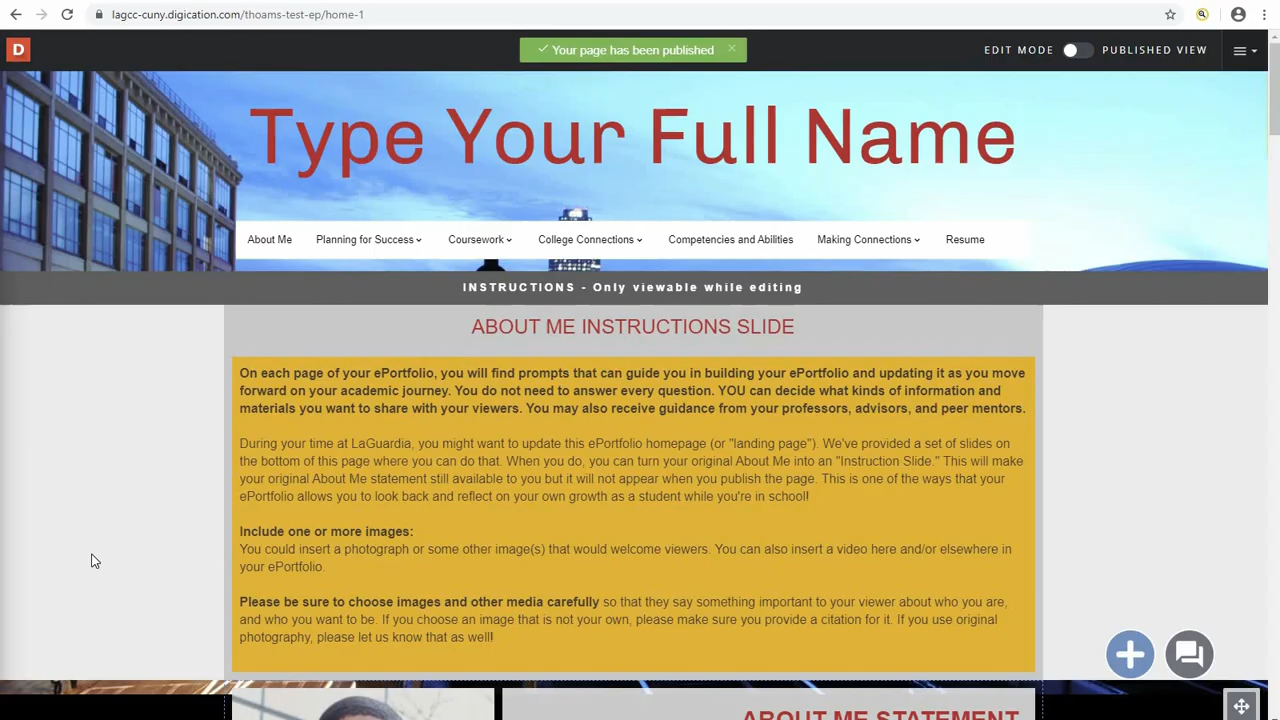 lagcc-cuny.digication.com/thoams-test-ep/home-1
D
Your page has been published
EDIT MODE PUBLISHED VIEW
Type Your Full Name
About Me Planning for Success Coursework College Connections Competencies and Abilities Making Connections Resume
INSTRUCTIONS - Only viewable while editing
ABOUT ME INSTRUCTIONS SLIDE
On each page of your ePortfolio, you will find prompts that can guide you in building your ePortfolio and updating it as you move
forward on your academic journey. You do not need to answer every question. YOU can decide what kinds of information and
materials you want to share with your viewers. You may also receive guidance from your professors, advisors, and peer mentors.
During your time at LaGuardia, you might want to update this ePortfolio homepage (or "landing page"). We've provided a set of slides on
the bottom of this page where you can do that. When you do, you can turn your original About Me into an "Instruction Slide." This will make
your original About Me statement still available to you but it will not appear when you publish the page. This is one of the ways that your
ePortfolio allows you to look back and reflect on your own growth as a student while you're in school!
Include one or more images:
You could insert a photograph or some other image(s) that would welcome viewers. You can also insert a video here and/or elsewhere in
your ePortfolio.
Please be sure to choose images and other media carefully so that they say something important to your viewer about who you are,
and who you want to be. If you choose an image that is not your own, please make sure you provide a citation for it. If you use original
photography, please let us know that as well!
ABOUT ME STATEMENT